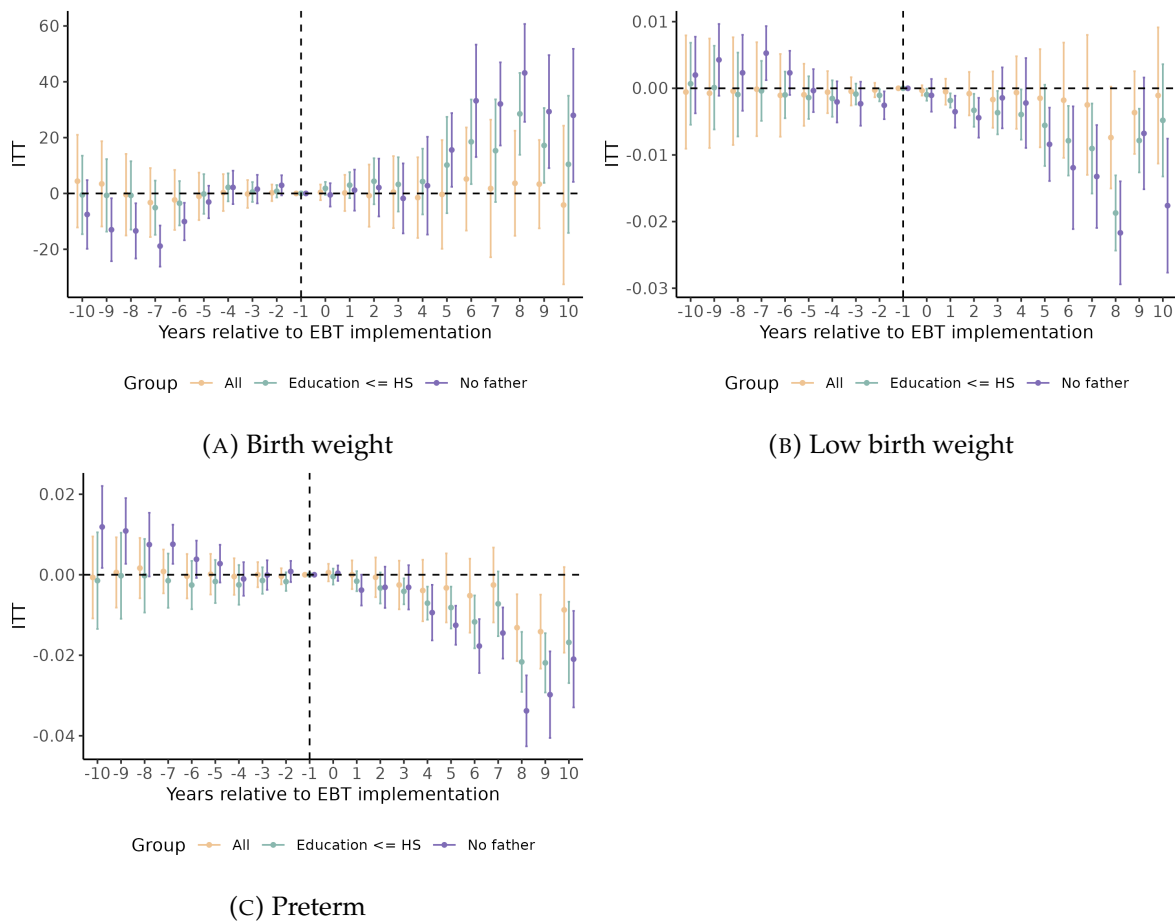 60
40
20
0
-20
ITT
-10 -9 -8 -7 -6 -5 -4 -3 -2 -1 0 1 2 3 4 5 6 7 8 9 10
Years relative to EBT implementation
Group All Education <= HS No father
(A) Birth weight
0.01
0.00
-0.01
-0.02
-0.03
ITT
-10 -9 -8 -7 -6 -5 -4 -3 -2 -1 0 1 2 3 4 5 6 7 8 9 10
Years relative to EBT implementation
Group All Education <= HS No father
(B) Low birth weight
0.02
0.00
-0.02
-0.04
ITT
-10 -9 -8 -7 -6 -5 -4 -3 -2 -1 0 1 2 3 4 5 6 7 8 9 10
Years relative to EBT implementation
Group All Education <= HS No father
(C) Preterm